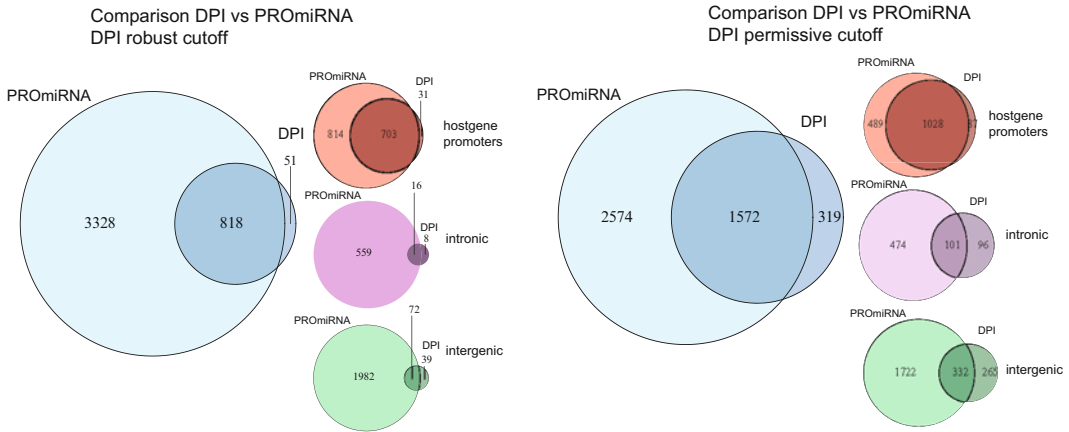 Comparison DPI vs PROmiRNA
DPI robust cutoff
PROmiRNA
DPI
51
3328
818
PROmiRNA
DPI
31
814
703
hostgene
promoters
PROmiRNA
16
DPI
8
559
intronic
72
PROmiRNA
DPI
39
1982
intergenic
Comparison DPI vs PROmiRNA
DPI permissive cutoff
PROmiRNA
DPI
2574
1572
319
PROmiRNA
DPI
489
1028
hostgene
promoters
PROmiRNA
DPI
474
101
96
intronic
PROmiRNA
DPI
1722
332
intergenic